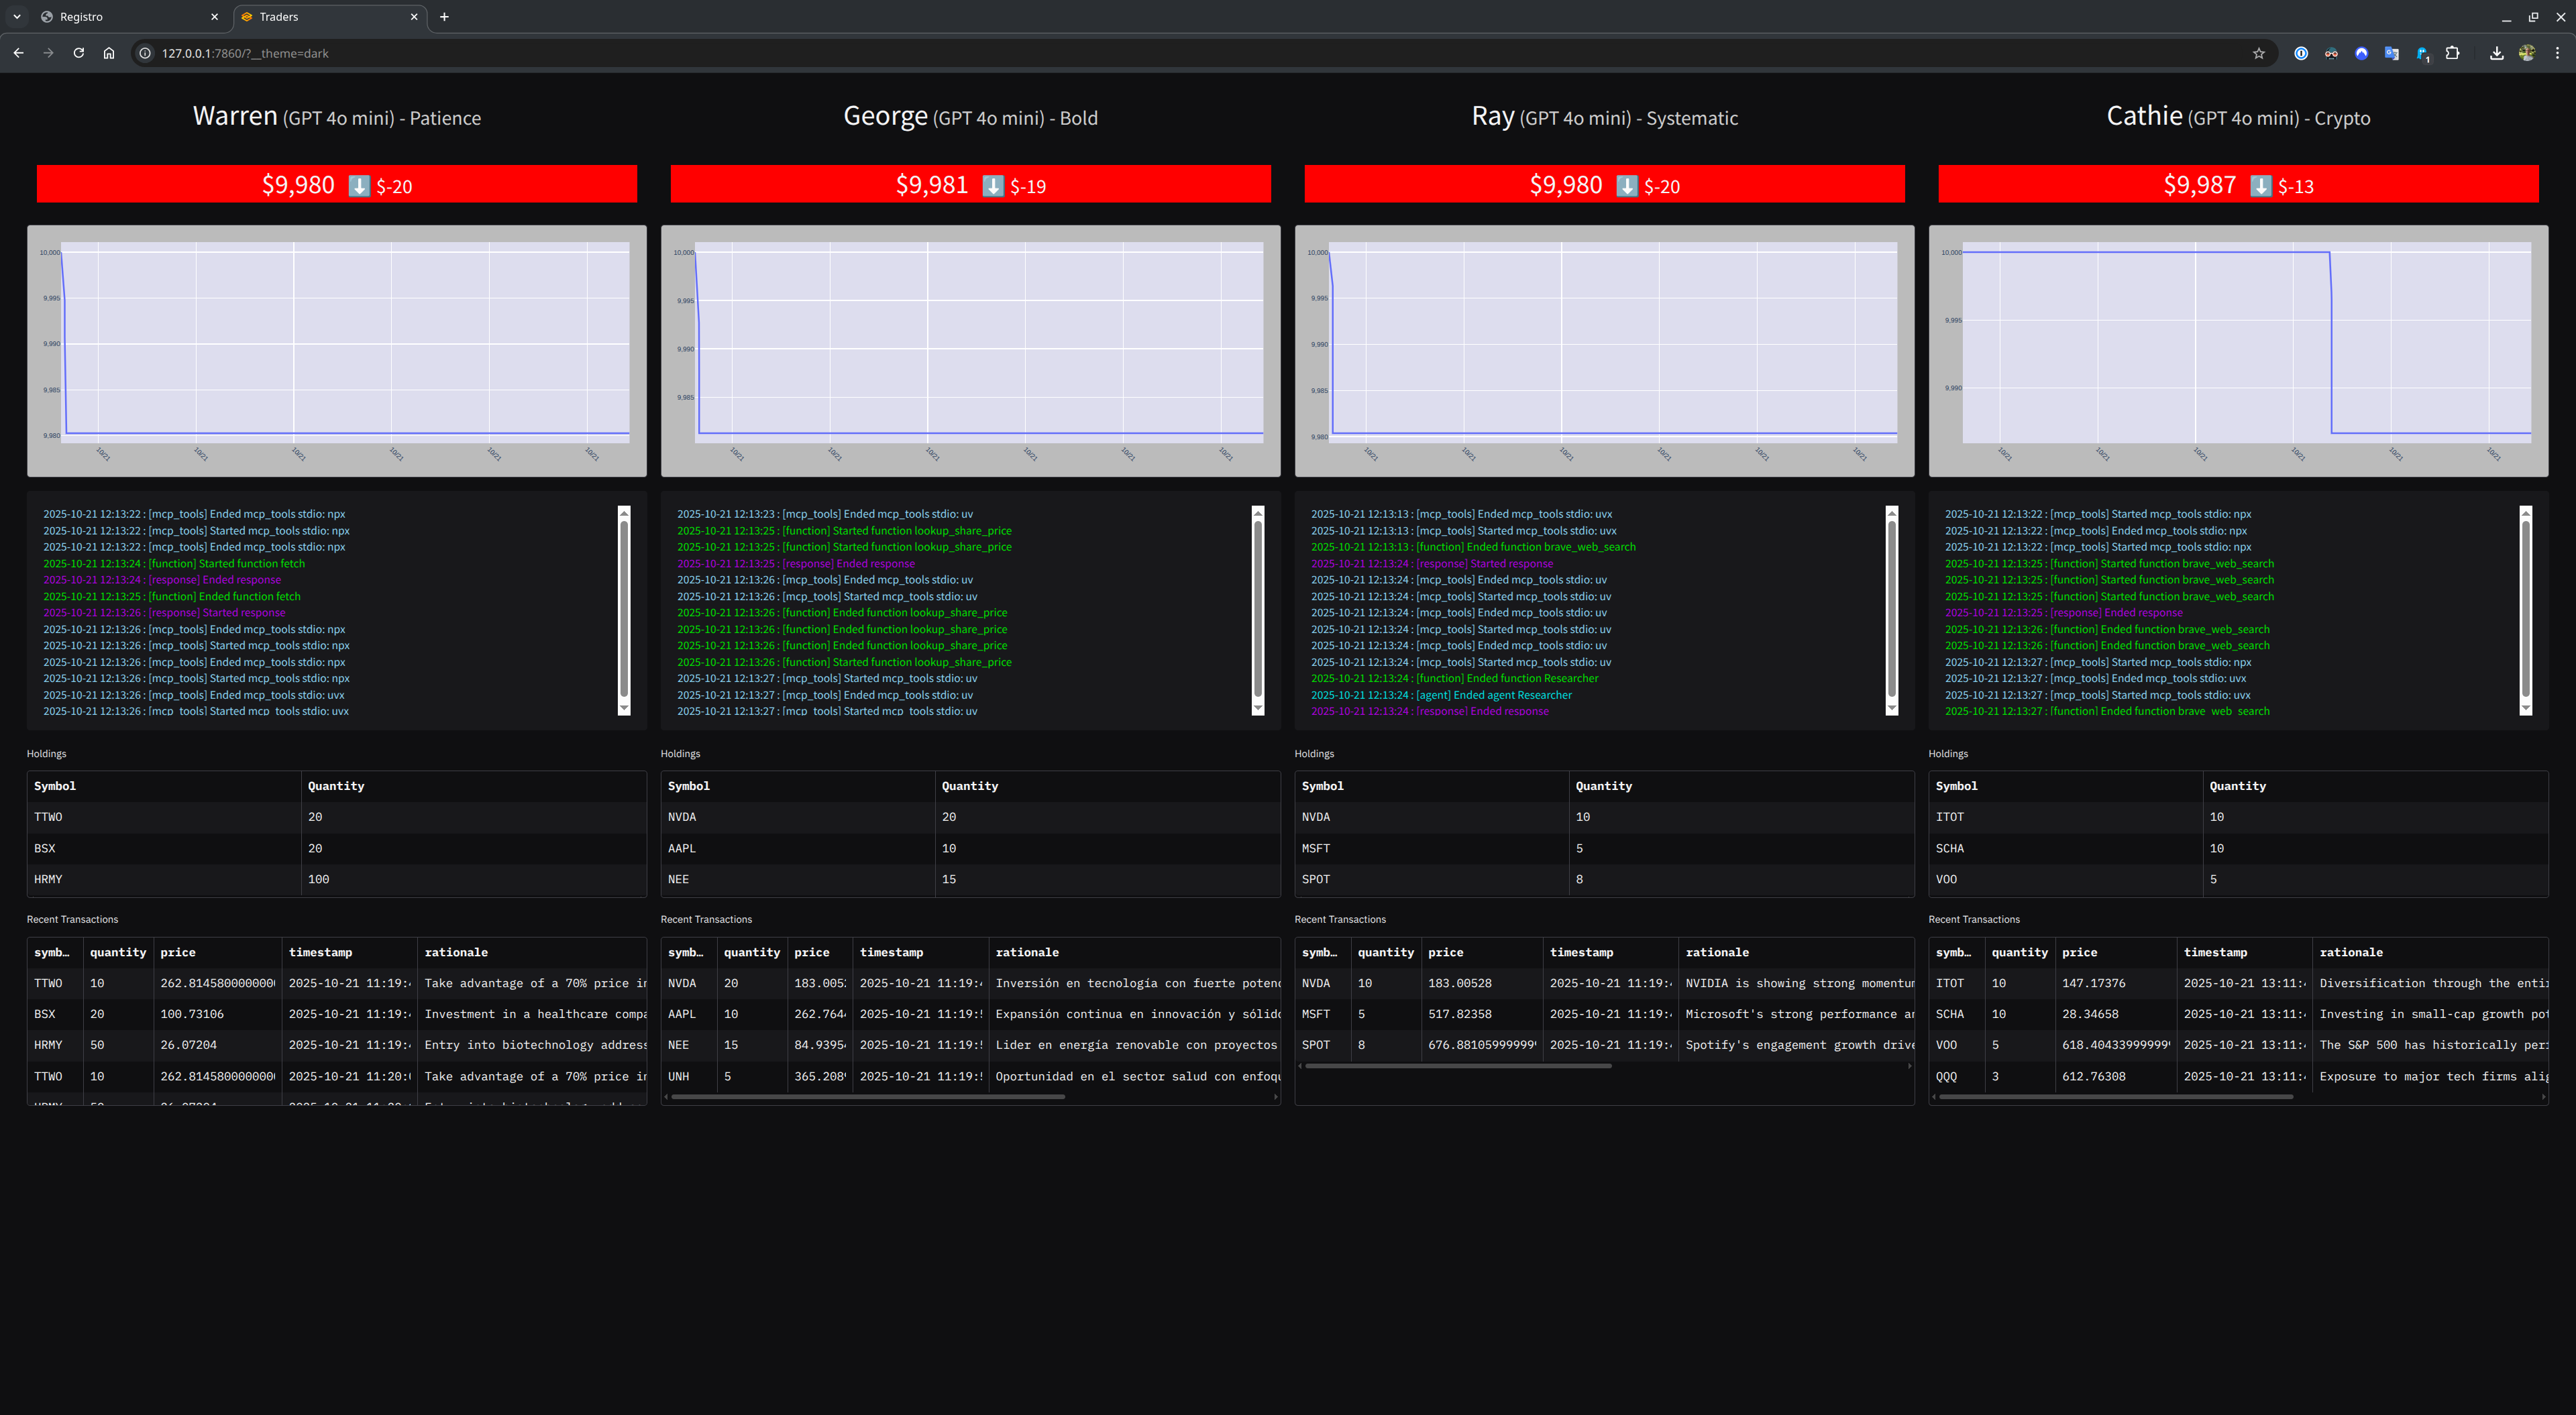 Registro
Traders
127.0.0.1:7860/?__theme=dark
1
Warren (GPT 4o mini) - Patience
$9,980 ⬇️ $-20
10,000
9,995
9,990
9,985
9,980
10/21
10/21
10/21
10/21
10/21
10/21
2025-10-21 12:13:22 : [mcp_tools] Ended mcp_tools stdio: npx
2025-10-21 12:13:22 : [mcp_tools] Started mcp_tools stdio: npx
2025-10-21 12:13:22 : [mcp_tools] Ended mcp_tools stdio: npx
2025-10-21 12:13:24 : [function] Started function fetch
2025-10-21 12:13:24 : [response] Ended response
2025-10-21 12:13:25 : [function] Ended function fetch
2025-10-21 12:13:26 : [response] Started response
2025-10-21 12:13:26 : [mcp_tools] Ended mcp_tools stdio: npx
2025-10-21 12:13:26 : [mcp_tools] Started mcp_tools stdio: npx
2025-10-21 12:13:26 : [mcp_tools] Ended mcp_tools stdio: npx
2025-10-21 12:13:26 : [mcp_tools] Started mcp_tools stdio: npx
2025-10-21 12:13:26 : [mcp_tools] Ended mcp_tools stdio: uvx
2025-10-21 12:13:26 : [mcp_tools] Started mcp_tools stdio: uvx
Holdings
Symbol Quantity
TTWO 20
BSX 20
HRMY 100
Recent Transactions
symb... quantity price timestamp rationale
TTWO 10 262.814580000000 2025-10-21 11:19: Take advantage of a 70% price
BSX 20 100.73106 2025-10-21 11:19: Investment in a healthcare
HRMY 50 26.07204 2025-10-21 11:19: Entry into biotechnology
TTWO 10 262.814580000000 2025-10-21 11:20: Take advantage of a 70% price
George (GPT 4o mini) - Bold
$9,981 ⬇️ $-19
10,000
9,995
9,990
9,985
10/21
10/21
10/21
10/21
10/21
10/21
2025-10-21 12:13:23 : [mcp_tools] Ended mcp_tools stdio: uv
2025-10-21 12:13:25 : [function] Started function lookup_share_price
2025-10-21 12:13:25 : [function] Started function lookup_share_price
2025-10-21 12:13:25 : [response] Ended response
2025-10-21 12:13:26 : [mcp_tools] Ended mcp_tools stdio: uv
2025-10-21 12:13:26 : [mcp_tools] Started mcp_tools stdio: uv
2025-10-21 12:13:26 : [function] Ended function lookup_share_price
2025-10-21 12:13:26 : [function] Ended function lookup_share_price
2025-10-21 12:13:26 : [function] Ended function lookup_share_price
2025-10-21 12:13:26 : [function] Started function lookup_share_price
2025-10-21 12:13:27 : [mcp_tools] Started mcp_tools stdio: uv
2025-10-21 12:13:27 : [mcp_tools] Ended mcp_tools stdio: uv
2025-10-21 12:13:27 : [mcp_tools] Started mcp_tools stdio: uv
Holdings
Symbol Quantity
NVDA 20
AAPL 10
NEE 15
Recent Transactions
symb... quantity price timestamp rationale
NVDA 20 183.005 2025-10-21 11:19: Inversión en tecnología con fuerte
AAPL 10 262.764 2025-10-21 11:19: Expansión continua en innovación y
NEE 15 84.9395 2025-10-21 11:19: Líder en energía renovable con proyectos
UNH 5 365.208 2025-10-21 11:19: Oportunidad en el sector salud con
Ray (GPT 4o mini) - Systematic
$9,980 ⬇️ $-20
10,000
9,995
9,990
9,985
9,980
10/21
10/21
10/21
10/21
10/21
10/21
2025-10-21 12:13:13 : [mcp_tools] Ended mcp_tools stdio: uvx
2025-10-21 12:13:13 : [mcp_tools] Started mcp_tools stdio: uvx
2025-10-21 12:13:13 : [function] Ended function brave_web_search
2025-10-21 12:13:24 : [response] Started response
2025-10-21 12:13:24 : [mcp_tools] Ended mcp_tools stdio: uv
2025-10-21 12:13:24 : [mcp_tools] Started mcp_tools stdio: uv
2025-10-21 12:13:24 : [mcp_tools] Ended mcp_tools stdio: uv
2025-10-21 12:13:24 : [mcp_tools] Started mcp_tools stdio: uv
2025-10-21 12:13:24 : [mcp_tools] Ended mcp_tools stdio: uv
2025-10-21 12:13:24 : [mcp_tools] Started mcp_tools stdio: uv
2025-10-21 12:13:24 : [function] Ended function Researcher
2025-10-21 12:13:24 : [agent] Ended agent Researcher
2025-10-21 12:13:24 : [response] Ended response
Holdings
Symbol Quantity
NVDA 10
MSFT 5
SPOT 8
Recent Transactions
symb... quantity price timestamp rationale
NVDA 10 183.00528 2025-10-21 11:19: NVIDIA is showing strong
MSFT 5 517.82358 2025-10-21 11:19: Microsoft's strong performance
SPOT 8 676.88105999999 2025-10-21 11:19: Spotify's engagement growth
Cathie (GPT 4o mini) - Crypto
$9,987 ⬇️ $-13
10,000
9,995
9,990
10/21
10/21
10/21
10/21
10/21
10/21
2025-10-21 12:13:22 : [mcp_tools] Started mcp_tools stdio: npx
2025-10-21 12:13:22 : [mcp_tools] Ended mcp_tools stdio: npx
2025-10-21 12:13:22 : [mcp_tools] Started mcp_tools stdio: npx
2025-10-21 12:13:25 : [function] Started function brave_web_search
2025-10-21 12:13:25 : [function] Started function brave_web_search
2025-10-21 12:13:25 : [function] Started function brave_web_search
2025-10-21 12:13:25 : [response] Ended response
2025-10-21 12:13:26 : [function] Ended function brave_web_search
2025-10-21 12:13:26 : [function] Ended function brave_web_search
2025-10-21 12:13:27 : [mcp_tools] Started mcp_tools stdio: npx
2025-10-21 12:13:27 : [mcp_tools] Ended mcp_tools stdio: uvx
2025-10-21 12:13:27 : [mcp_tools] Started mcp_tools stdio: uvx
2025-10-21 12:13:27 : [function] Ended function brave_web_search
Holdings
Symbol Quantity
ITOT 10
SCHA 10
VOO 5
Recent Transactions
symb... quantity price timestamp rationale
ITOT 10 147.17376 2025-10-21 13:11: Diversification through the
SCHA 10 28.34658 2025-10-21 13:11: Investing in small-cap growth
VOO 5 618.40433999999 2025-10-21 13:11: The S&P 500 has historically
QQQ 3 612.76308 2025-10-21 13:11: Exposure to major tech firms